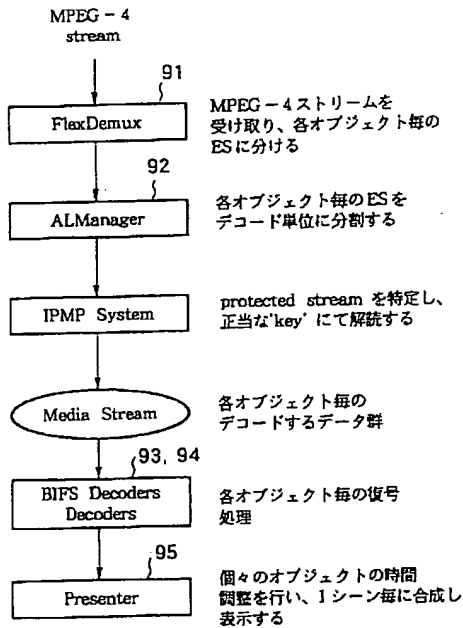 MPEG-4
stream
91
FlexDemux
MPEG-4ストリームを
受け取り、各オブジェクト毎の
ESに分ける
92
ALManager
各オブジェクト毎のESを
デコード単位に分割する
IPMP System
protected stream を特定し、
正当な'key' にて解読する
Media Stream
各オブジェクト毎の
デコードするデータ群
93, 94
BIFS Decoders
Decoders
各オブジェクト毎の復号
処理
95
Presenter
個々のオブジェクトの時間
調整を行い、1シーン毎に合成し
表示する